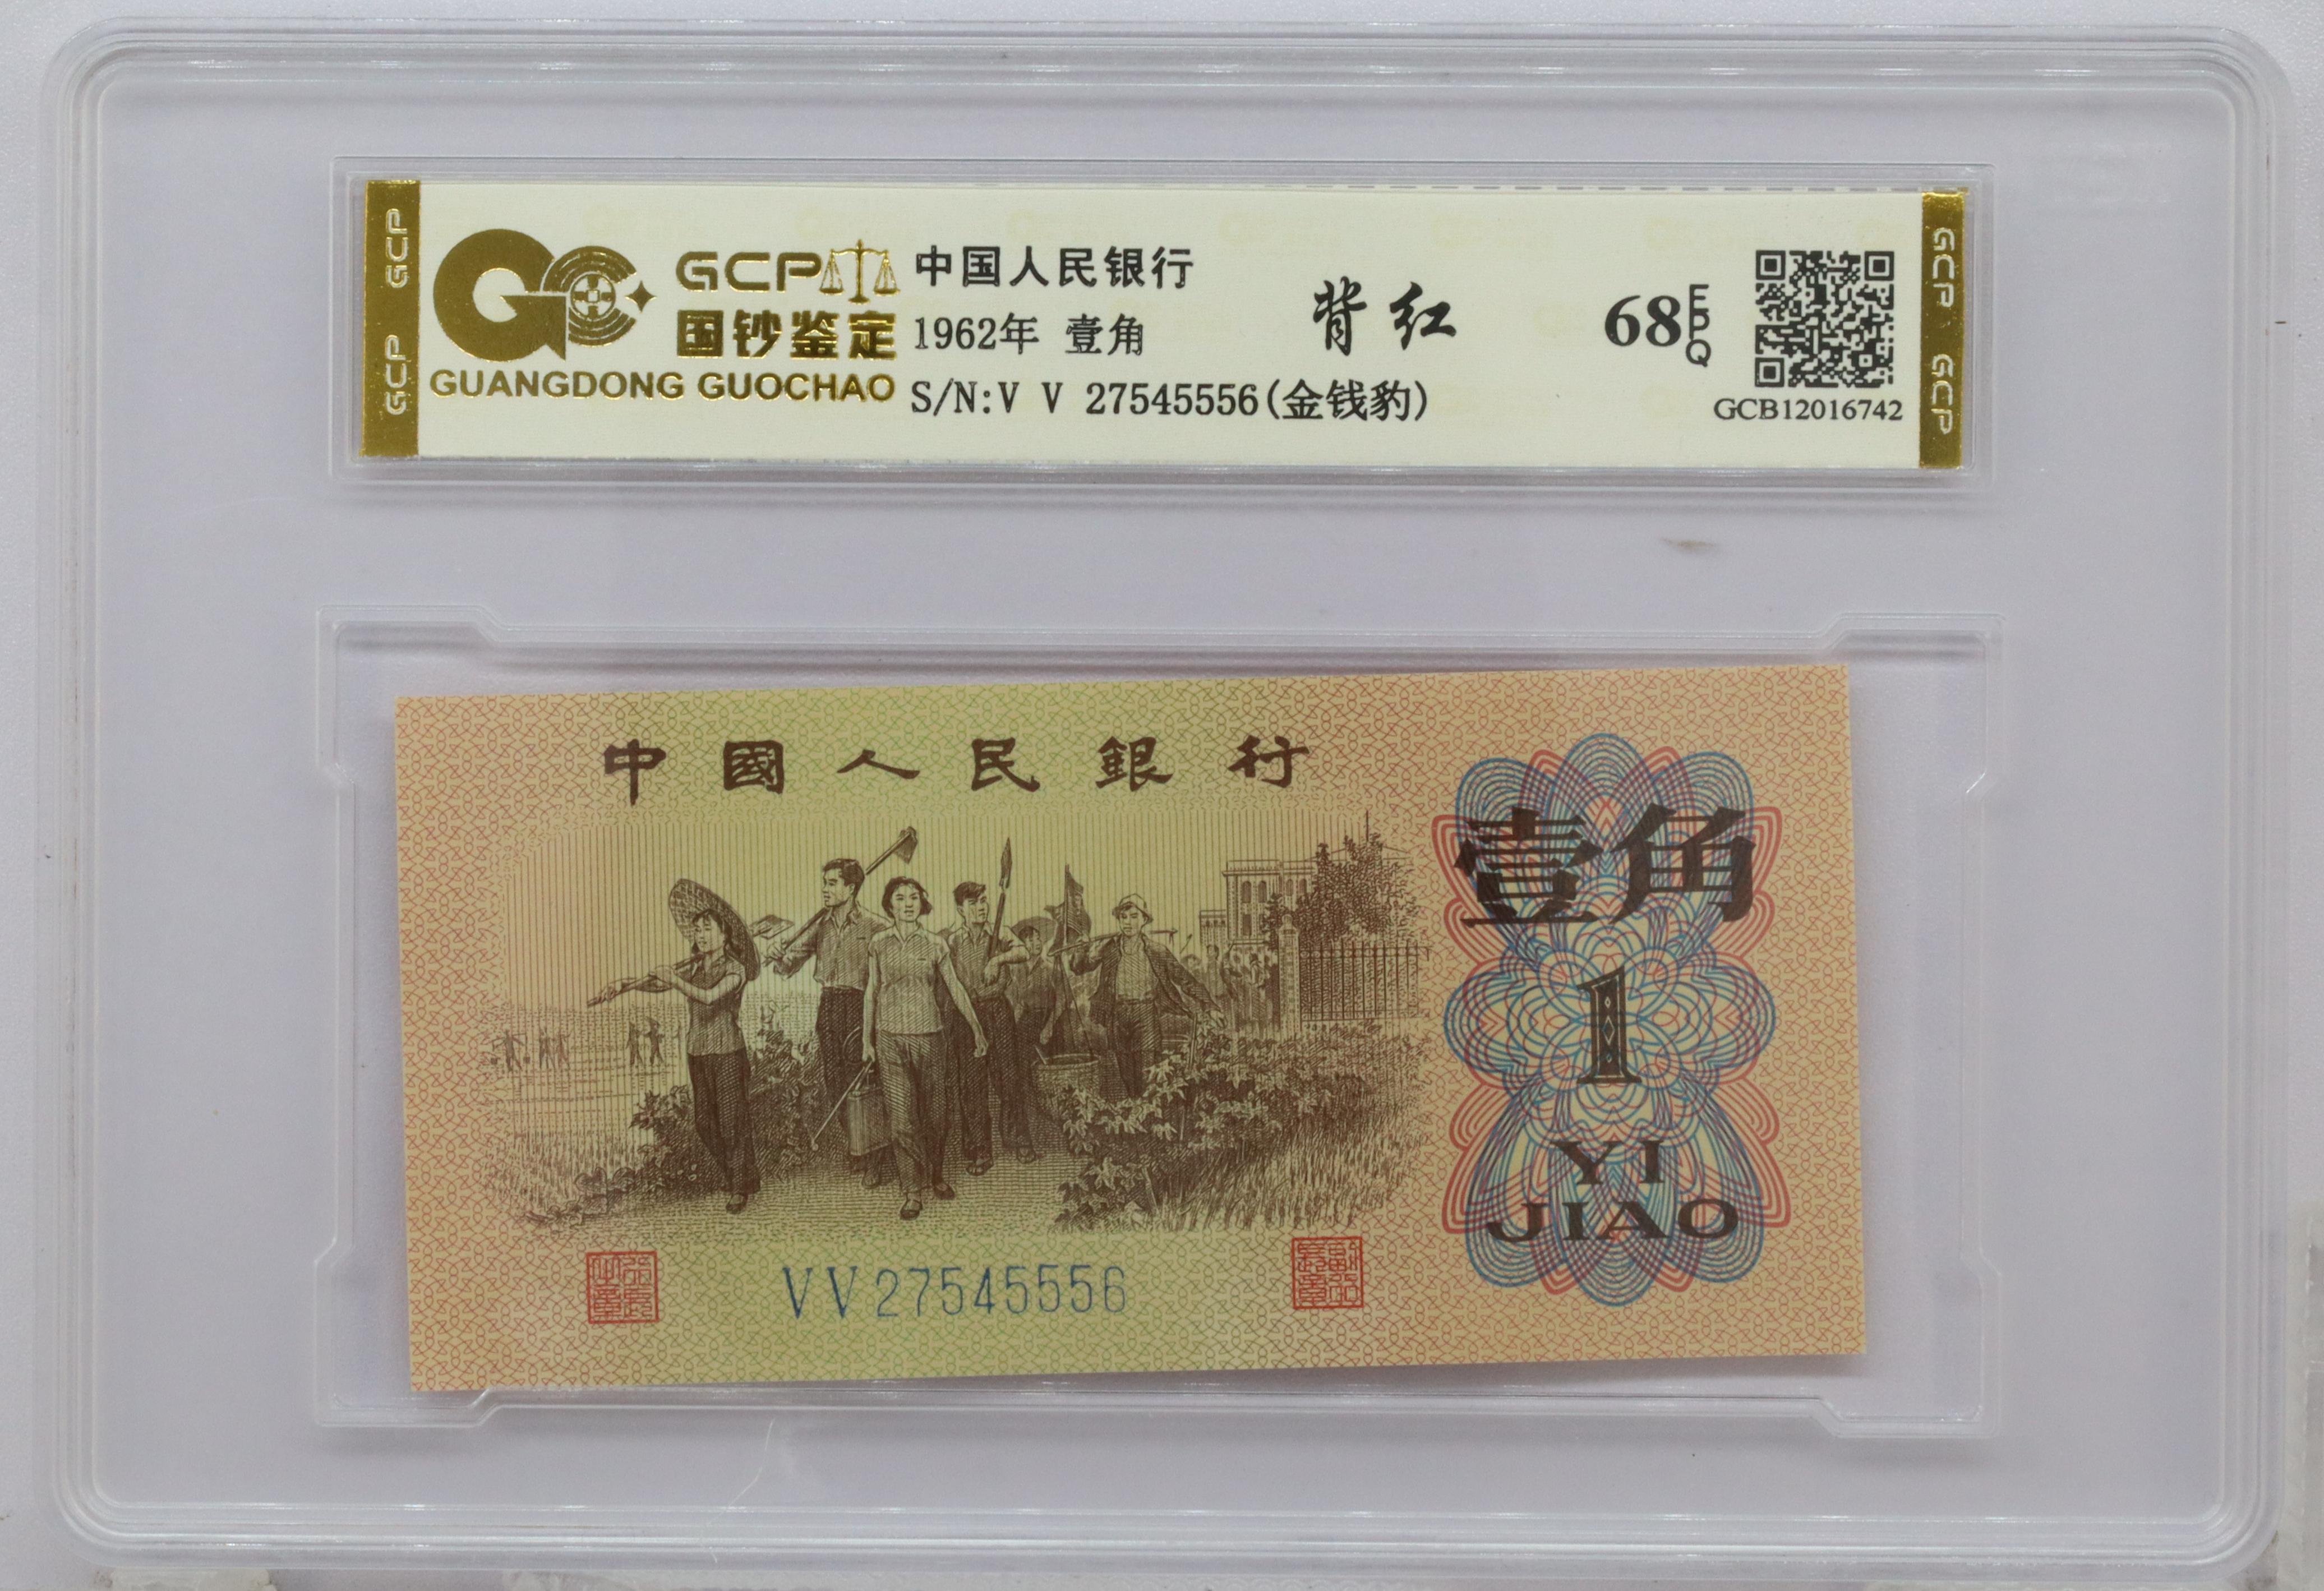 GCP
GCP
GCP
国钞鉴定
GUANGDONG GUOCHAO
中国人民银行
1962年 壹角
S/N:V V 27545556(金钱豹)
背红
68 EPQ
GCB12016742
GCP
GCP
中國人民銀行
壹角
1
YI
JIAO
VV27545556